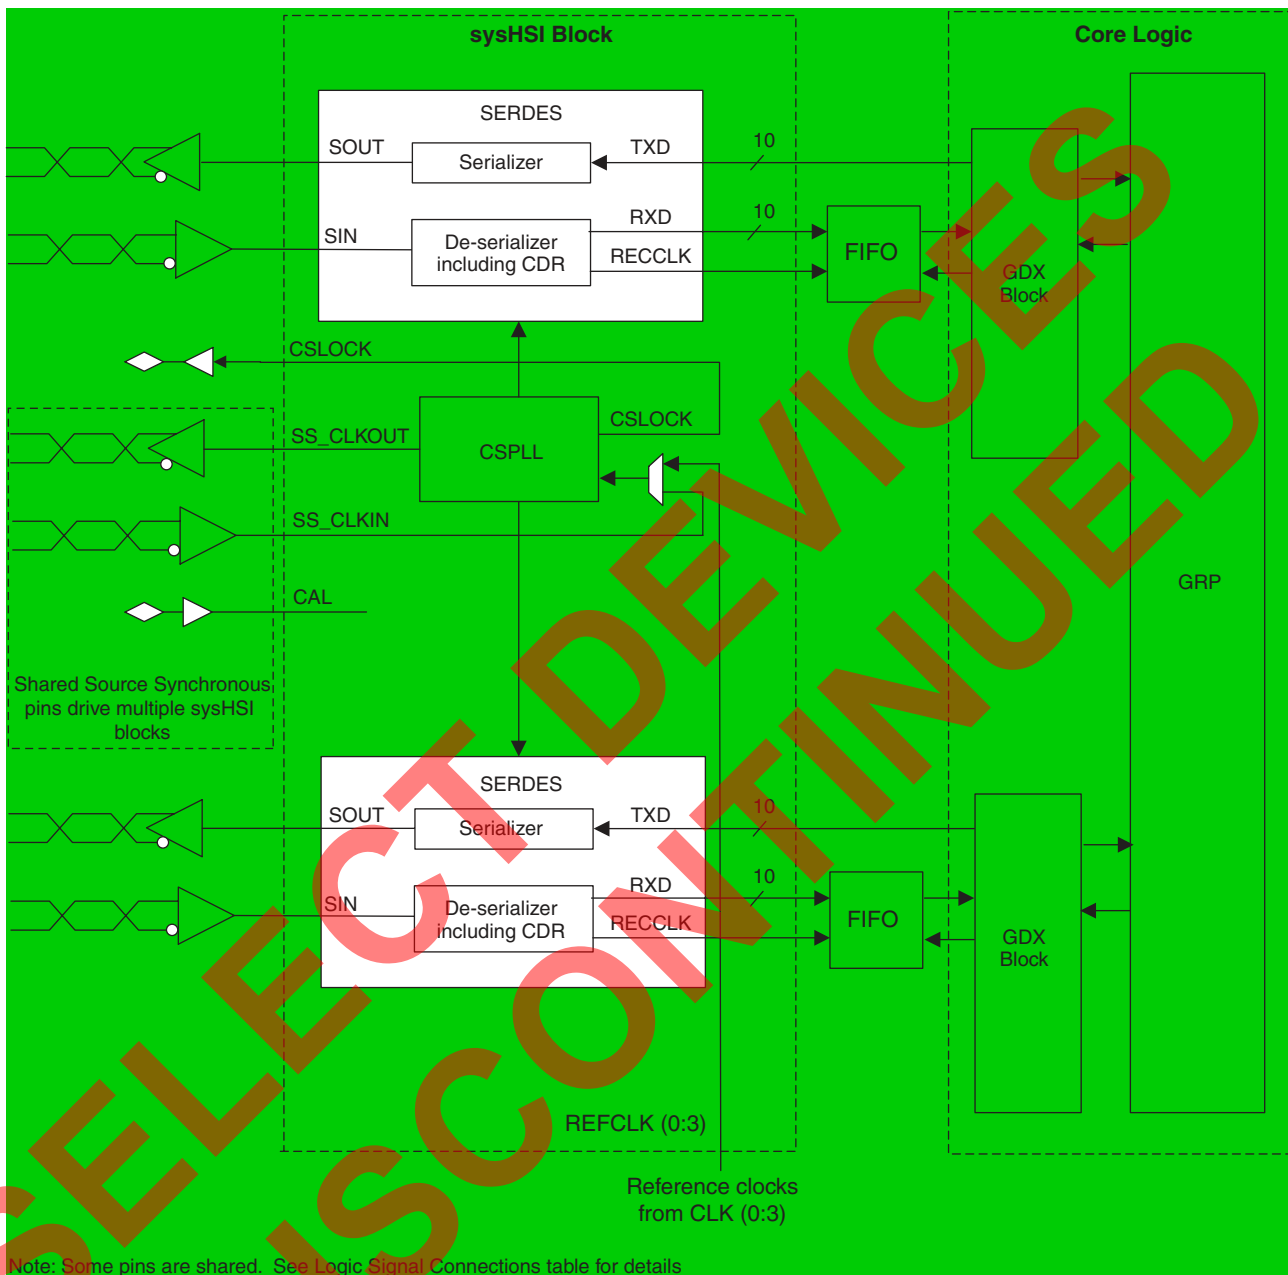 sysHSI Block
Core Logic
SERDES
SOUT
Serializer
TXD
10
SIN
De-serializer
including CDR
RXD
10
RECCLK
FIFO
GDX
Block
CSLOCK
CSPLL
CSLOCK
SS_CLKOUT
SS_CLKIN
CAL
GRP
Shared Source Synchronous
pins drive multiple sysHSI
blocks
SERDES
SOUT
Serializer
TXD
10
SIN
De-serializer
including CDR
RXD
10
RECCLK
FIFO
GDX
Block
REFCLK (0:3)
Reference clocks
from CLK (0:3)
Note: Some pins are shared.  See Logic Signal Connections table for details
SELECT DEVICES
ISCONTINUED